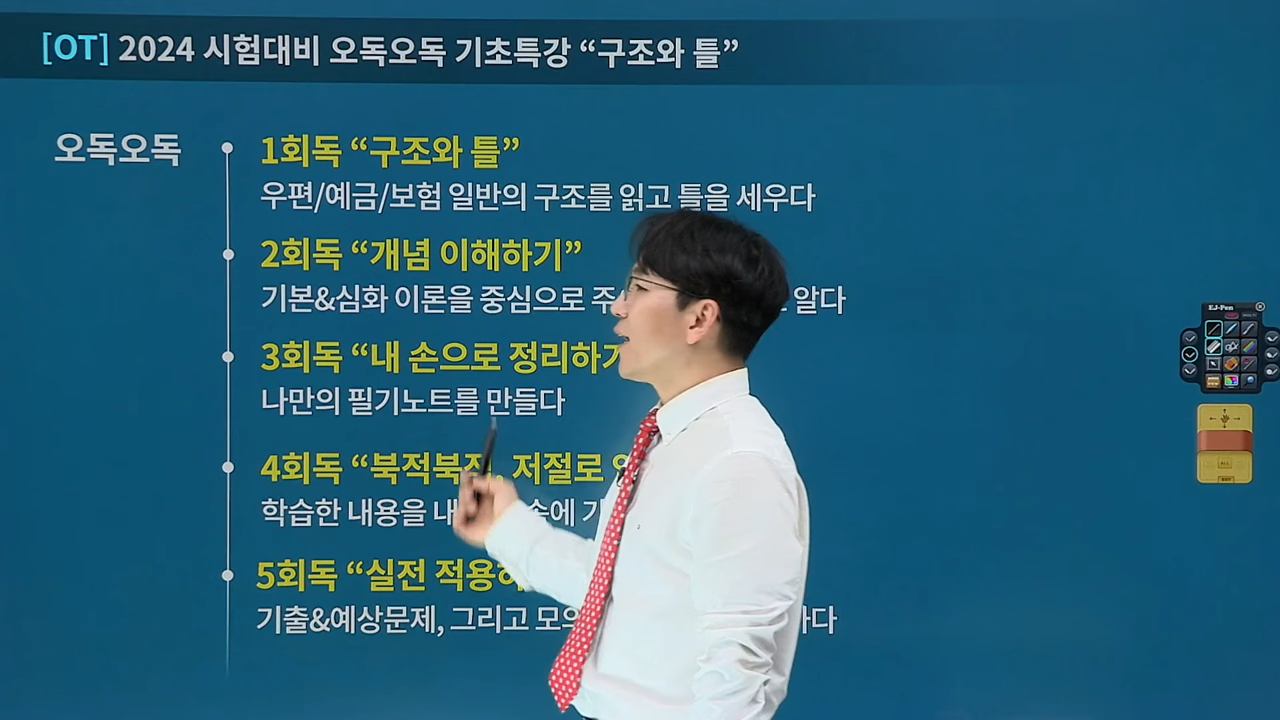 [OT] 2024 시험대비 오독오독 기초특강 “구조와 틀”
오독오독
1회독 “구조와 틀”
우편/예금/보험 일반의 구조를 읽고 틀을 세우다
2회독 “개념 이해하기”
기본&심화 이론을 중심으로 알다
3회독 “내 손으로 정리하기
나만의 필기노트를 만들다
4회독 “북적북적, 저절로
학습한 내용을
5회독 “실전
기출&예상문제, 그리고
EJ-Pen
ALL